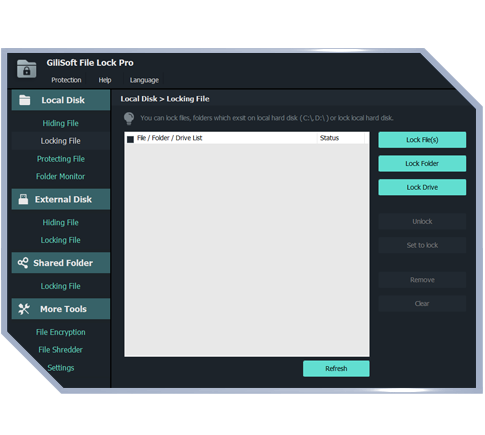 GiliSoft File Lock Pro
Protection Help Language
Local Disk
Hiding File
Locking File
Protecting File
Folder Monitor
External Disk
Hiding File
Locking File
Shared Folder
Locking File
More Tools
File Encryption
File Shredder
Settings
Local Disk > Locking File
You can lock files, folders which exsit on local hard disk ( C:\, D:\ ) or lock local hard disk.
File / Folder / Drive List Status
Lock File(s)
Lock Folder
Lock Drive
Unlock
Set to lock
Remove
Clear
Refresh